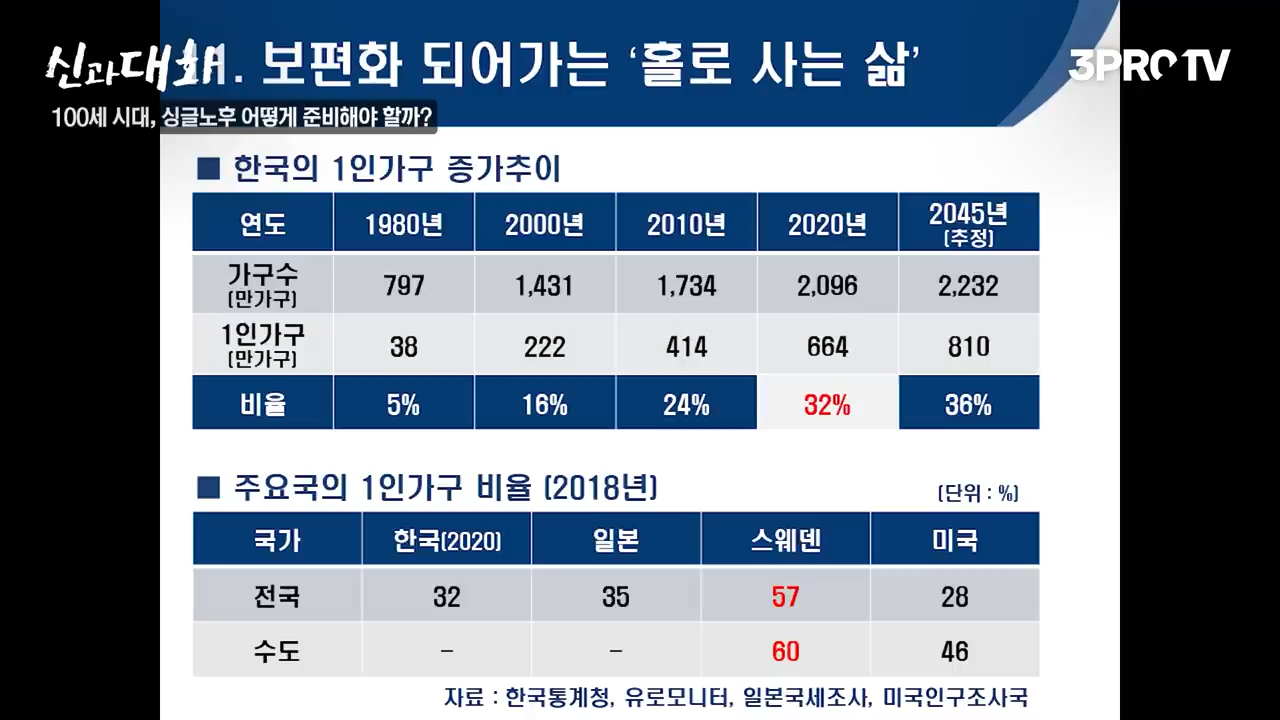 신과대화. 보편화 되어가는 ‘홀로 사는 삶’
3PROTV
100세 시대, 싱글노후 어떻게 준비해야 할까?
■ 한국의 1인가구 증가추이
연도 1980년 2000년 2010년 2020년 2045년 (추정)
가구수 (만가구) 797 1,431 1,734 2,096 2,232
1인가구 (만가구) 38 222 414 664 810
비율 5% 16% 24% 32% 36%
■ 주요국의 1인가구 비율 (2018년)
(단위 : %)
국가 한국(2020) 일본 스웨덴 미국
전국 32 35 57 28
수도 – – 60 46
자료 : 한국통계청, 유로모니터, 일본국세조사, 미국인구조사국